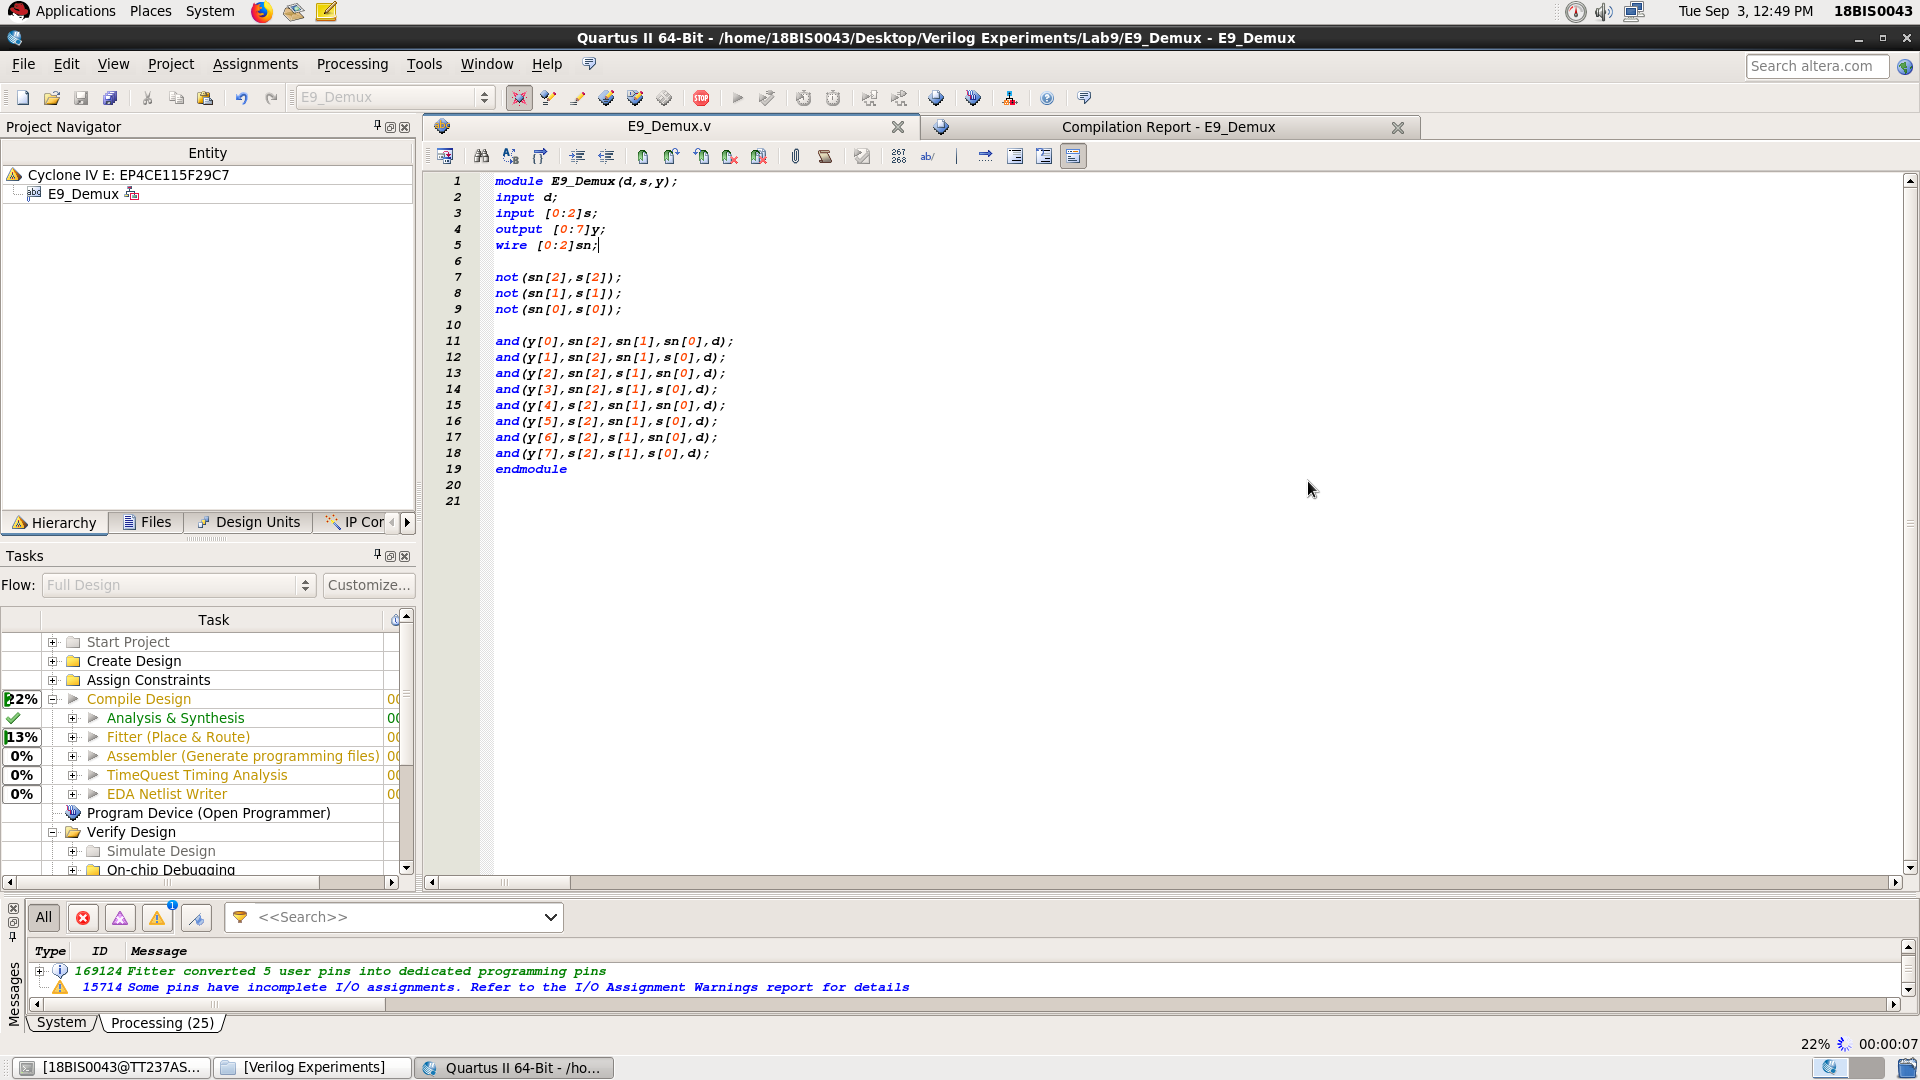 Applications Places System
Tue Sep 3, 12:49 PM 18BIS0043
Quartus II 64-Bit - /home/18BIS0043/Desktop/Verilog Experiments/Lab9/E9_Demux - E9_Demux
File Edit View Project Assignments Processing Tools Window Help
Search altera.com
E9_Demux
STOP
Project Navigator
Entity
Cyclone IV E: EP4CE115F29C7
abc E9_Demux
Hierarchy Files Design Units IP Cor
Tasks
Flow: Full Design Customize...
Task
Start Project
Create Design
Assign Constraints
22% Compile Design 00
Analysis & Synthesis 00
13% Fitter (Place & Route) 00
0% Assembler (Generate programming files) 00
0% TimeQuest Timing Analysis 00
0% EDA Netlist Writer 00
Program Device (Open Programmer)
Verify Design
Simulate Design
On-chip Debugging
E9_Demux.v
Compilation Report - E9_Demux
267
268 ab/
1 module E9_Demux(d,s,y);
2 input d;
3 input [0:2]s;
4 output [0:7]y;
5 wire [0:2]sn;
6
7 not(sn[2],s[2]);
8 not(sn[1],s[1]);
9 not(sn[0],s[0]);
10
11 and(y[0],sn[2],sn[1],sn[0],d);
12 and(y[1],sn[2],sn[1],s[0],d);
13 and(y[2],sn[2],s[1],sn[0],d);
14 and(y[3],sn[2],s[1],s[0],d);
15 and(y[4],s[2],sn[1],sn[0],d);
16 and(y[5],s[2],sn[1],s[0],d);
17 and(y[6],s[2],s[1],sn[0],d);
18 and(y[7],s[2],s[1],s[0],d);
19 endmodule
20
21
All 1 <<Search>>
Type ID Message
169124 Fitter converted 5 user pins into dedicated programming pins
15714 Some pins have incomplete I/O assignments. Refer to the I/O Assignment Warnings report for details
Messages
System Processing (25)
22% 00:00:07
[18BIS0043@TT237AS... [Verilog Experiments] Quartus II 64-Bit - /ho...